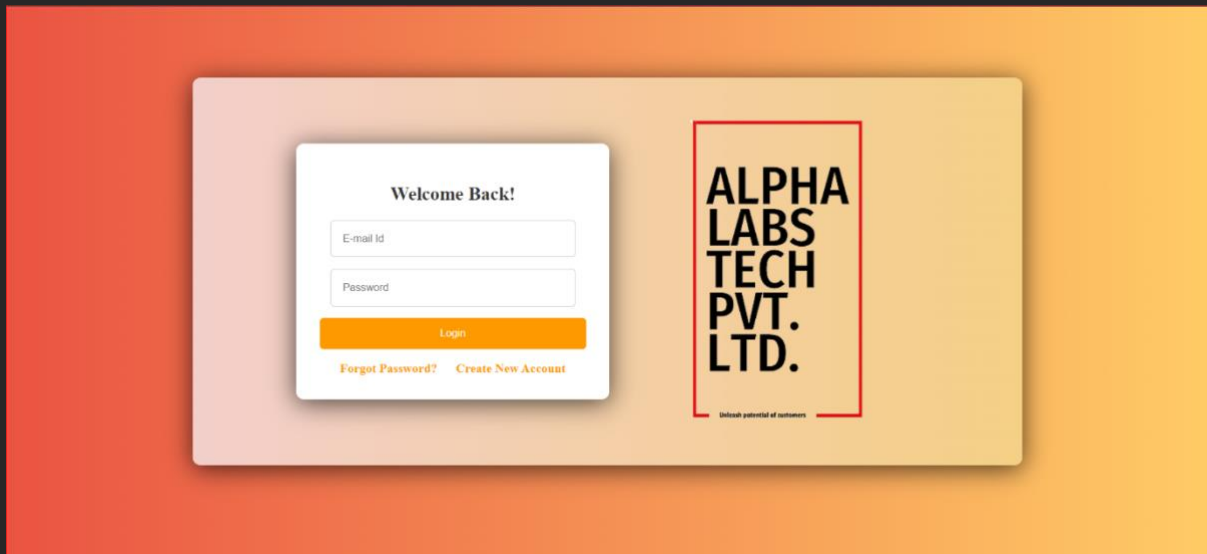 Welcome Back!
E-mail Id
Password
Login
Forgot Password? Create New Account
ALPHA
LABS
TECH
PVT.
LTD.
Unleash potential of customers